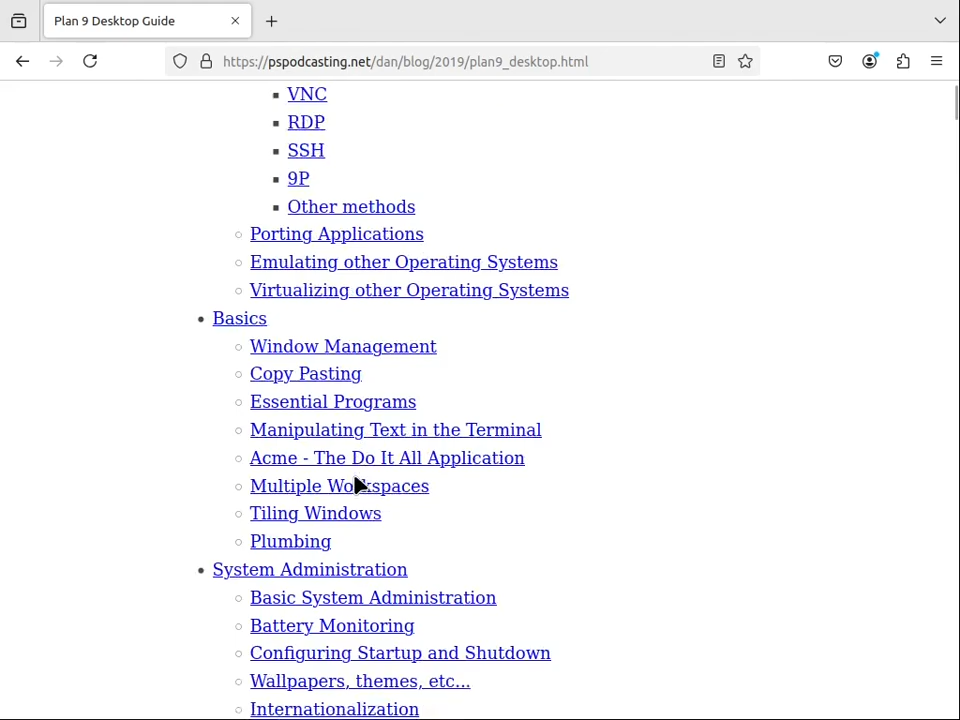 Plan 9 Desktop Guide
https://pspodcasting.net/dan/blog/2019/plan9_desktop.html
VNC
RDP
SSH
9P
Other methods
Porting Applications
Emulating other Operating Systems
Virtualizing other Operating Systems
Basics
Window Management
Copy Pasting
Essential Programs
Manipulating Text in the Terminal
Acme - The Do It All Application
Multiple Workspaces
Tiling Windows
Plumbing
System Administration
Basic System Administration
Battery Monitoring
Configuring Startup and Shutdown
Wallpapers, themes, etc...
Internationalization